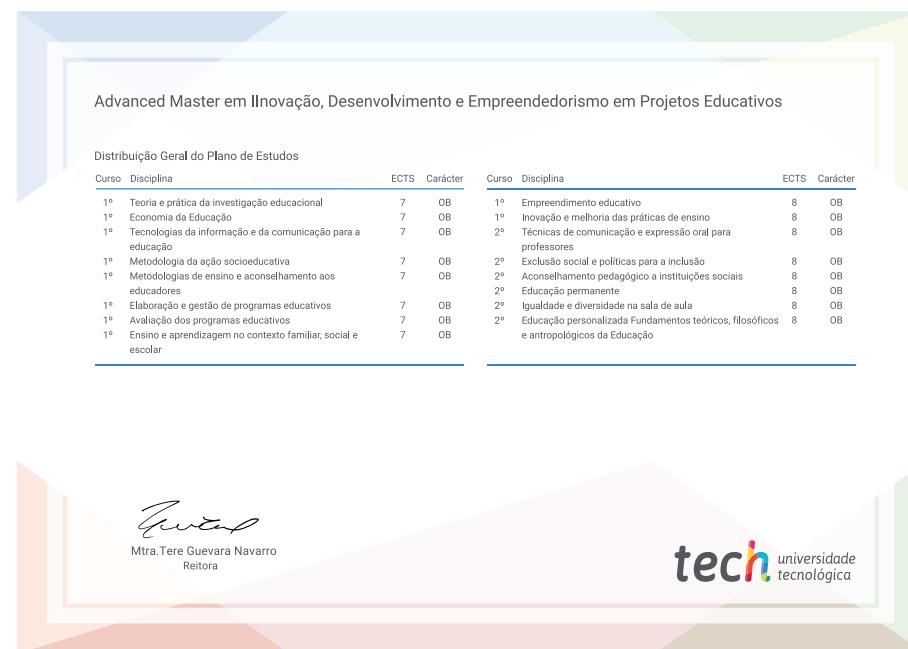 Advanced Master em IInovação, Desenvolvimento e Empreendedorismo em Projetos Educativos
Distribuição Geral do Plano de Estudos
Curso Disciplina ECTS Carácter
1º Teoria e prática da investigação educacional 7 OB
1º Economia da Educação 7 OB
1º Tecnologias da informação e da comunicação para a 7 OB
educação
1º Metodologia da ação socioeducativa 7 OB
1º Metodologias de ensino e aconselhamento aos 7 OB
educadores
1º Elaboração e gestão de programas educativos 7 OB
1º Avaliação dos programas educativos 7 OB
1º Ensino e aprendizagem no contexto familiar, social e 7 OB
escolar
Curso Disciplina ECTS Carácter
1º Empreendimento educativo 8 OB
1º Inovação e melhoria das práticas de ensino 8 OB
2º Técnicas de comunicação e expressão oral para 8 OB
professores
2º Exclusão social e políticas para a inclusão 8 OB
2º Aconselhamento pedagógico a instituições sociais 8 OB
2º Educação permanente 8 OB
2º Igualdade e diversidade na sala de aula 8 OB
2º Educação personalizada Fundamentos teóricos, filosóficos 8 OB
e antropológicos da Educação
Mtra.Tere Guevara Navarro
Reitora
tech universidade
tecnológica